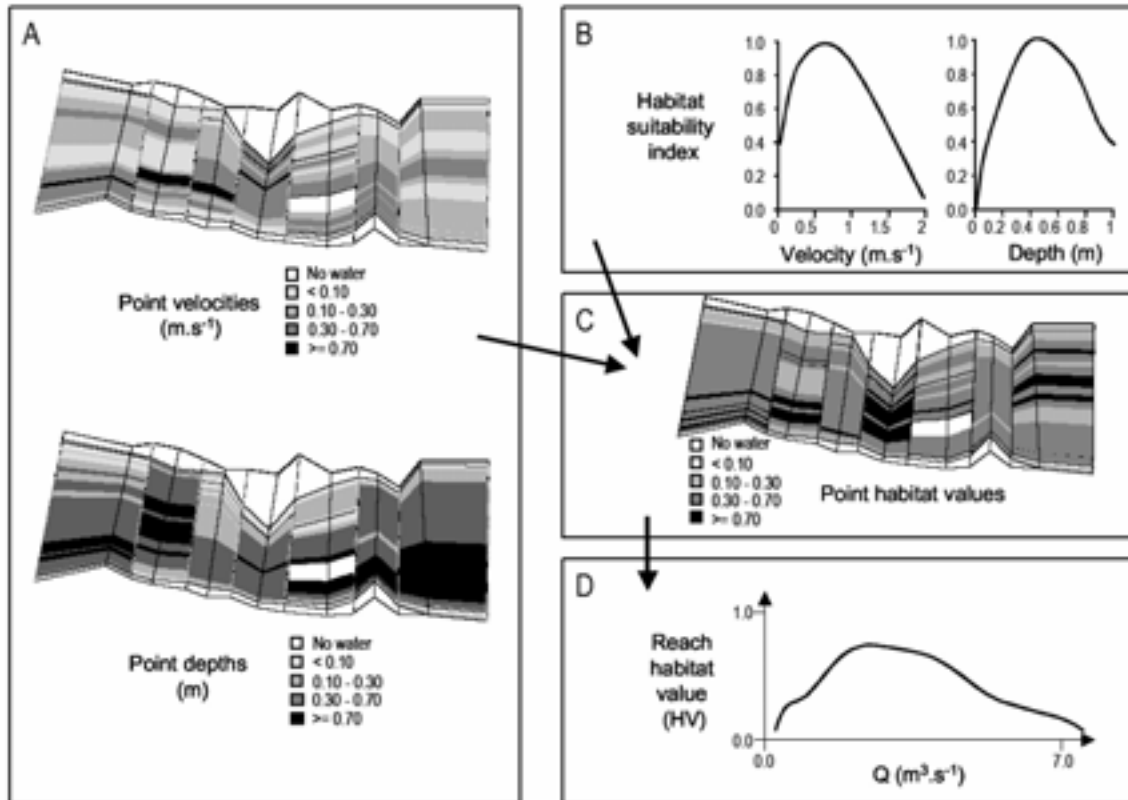 A
Point velocities
(m.s⁻¹)
No water
< 0.10
0.10 - 0.30
0.30 - 0.70
>= 0.70
Point depths
(m)
No water
< 0.10
0.10 - 0.30
0.30 - 0.70
>= 0.70
B
Habitat
suitability
index
1.0
0.8
0.6
0.4
0.2
0.0
0 0.5 1 1.5 2
Velocity (m.s⁻¹)
1.0
0.8
0.6
0.4
0.2
0.0
0 0.2 0.4 0.6 0.8 1
Depth (m)
C
No water
< 0.10
0.10 - 0.30
0.30 - 0.70
>= 0.70
Point habitat values
D
Reach
habitat
value
(HV)
1.0
0.0
0.0 7.0
Q (m³.s⁻¹)